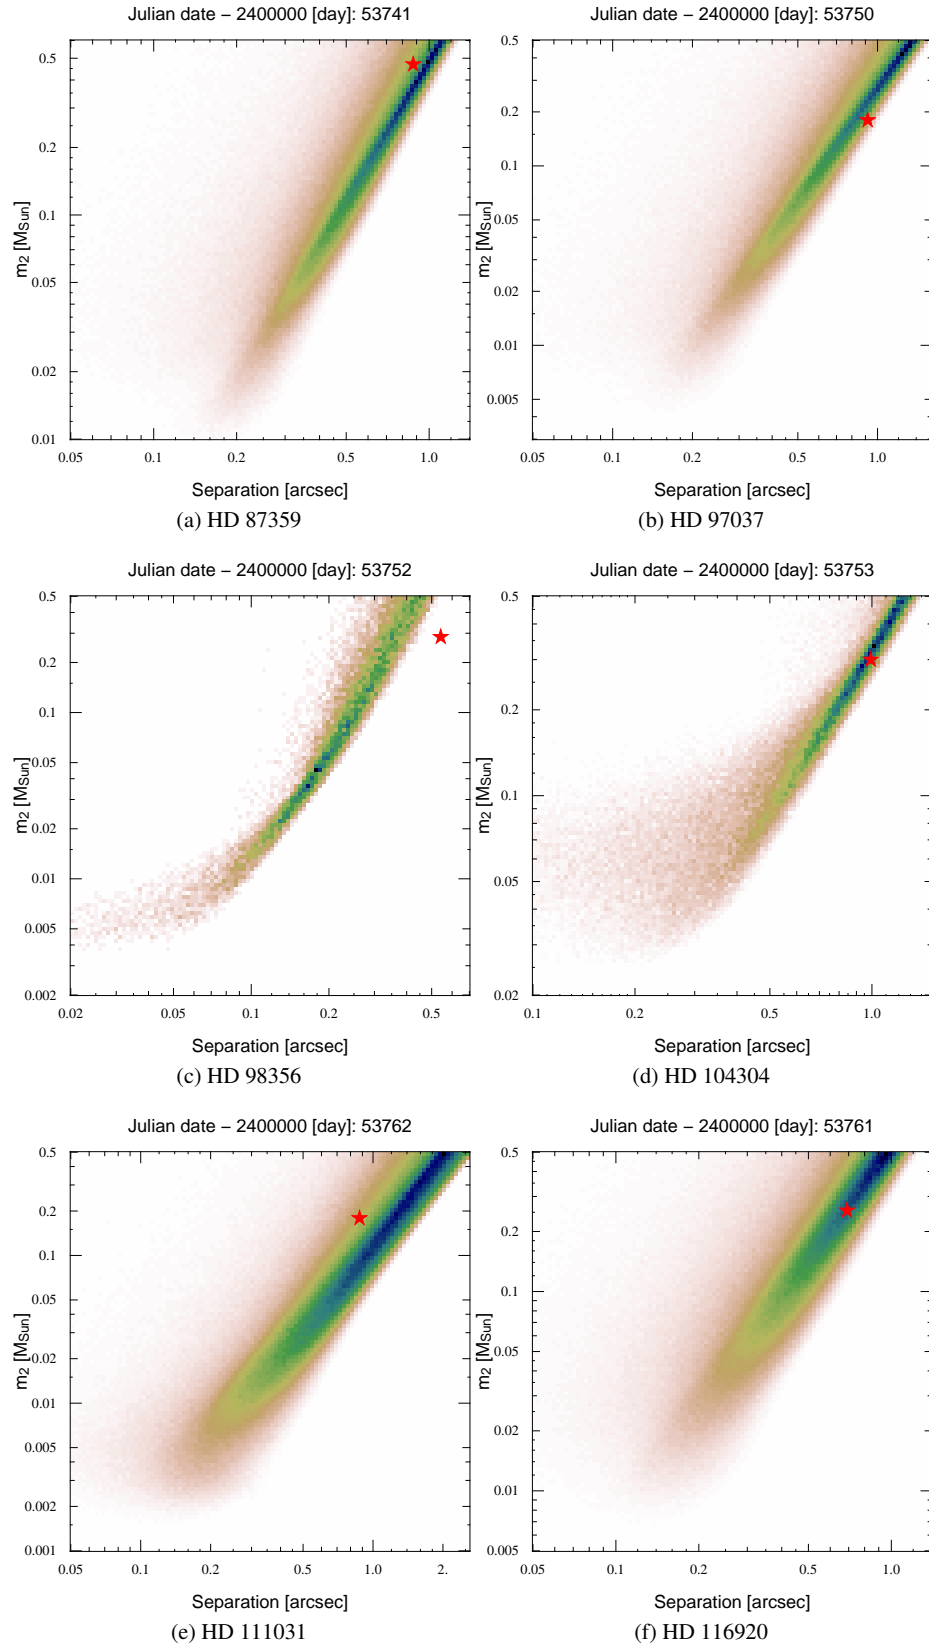 Julian date − 2400000 [day]: 53741
m2 [MSun]
0.5
0.2
0.1
0.05
0.02
0.01
0.05 0.1 0.2 0.5 1.0
Separation [arcsec]
(a) HD 87359
Julian date − 2400000 [day]: 53750
m2 [MSun]
0.5
0.2
0.1
0.05
0.02
0.01
0.005
0.05 0.1 0.2 0.5 1.0
Separation [arcsec]
(b) HD 97037
Julian date − 2400000 [day]: 53752
m2 [MSun]
0.5
0.2
0.1
0.05
0.02
0.01
0.005
0.002
0.02 0.05 0.1 0.2 0.5
Separation [arcsec]
(c) HD 98356
Julian date − 2400000 [day]: 53753
m2 [MSun]
0.5
0.2
0.1
0.05
0.02
0.1 0.2 0.5 1.0
Separation [arcsec]
(d) HD 104304
Julian date − 2400000 [day]: 53762
m2 [MSun]
0.5
0.2
0.1
0.05
0.02
0.01
0.005
0.002
0.001
0.05 0.1 0.2 0.5 1.0 2.
Separation [arcsec]
(e) HD 111031
Julian date − 2400000 [day]: 53761
m2 [MSun]
0.5
0.2
0.1
0.05
0.02
0.01
0.005
0.05 0.1 0.2 0.5 1.0
Separation [arcsec]
(f) HD 116920